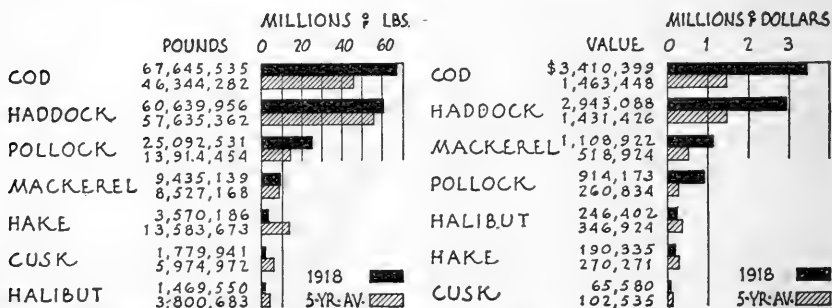 MILLIONS OF LBS.
POUNDS 0 20 40 60
COD 67,645,535
46,344,282
HADDOCK 60,639,956
57,635,362
POLLOCK 25,092,531
13,914,454
MACKEREL 9,435,139
8,527,168
HAKE 3,570,186
13,583,673
CUSK 1,779,941
5,974,972
HALIBUT 1,469,550
3,800,683
1918
5-YR-AV.
MILLIONS OF DOLLARS
VALUE 0 1 2 3
COD $3,410,399
1,463,448
HADDOCK 2,943,088
1,431,426
MACKEREL 1,108,922
518,924
POLLOCK 914,173
260,834
HALIBUT 246,402
346,924
HAKE 190,335
270,271
CUSK 65,580
102,535
1918
5-YR-AV.